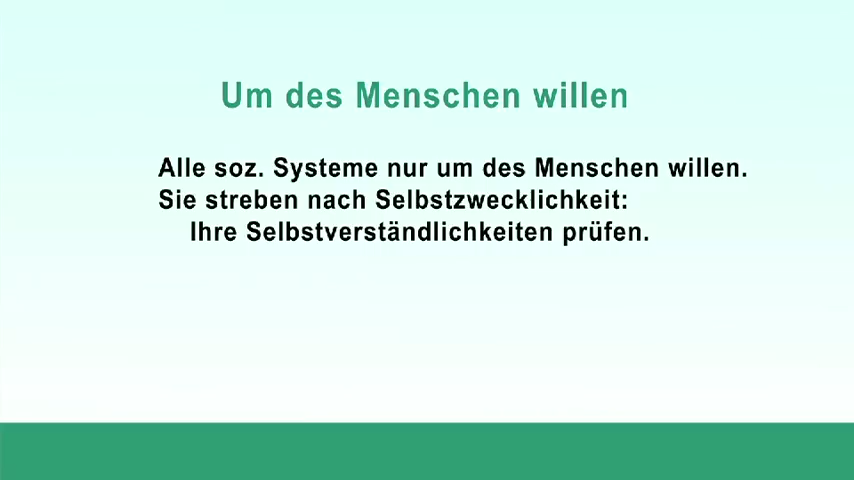 Um des Menschen willen
Alle soz. Systeme nur um des Menschen willen.
Sie streben nach Selbstzwecklichkeit:
Ihre Selbstverständlichkeiten prüfen.